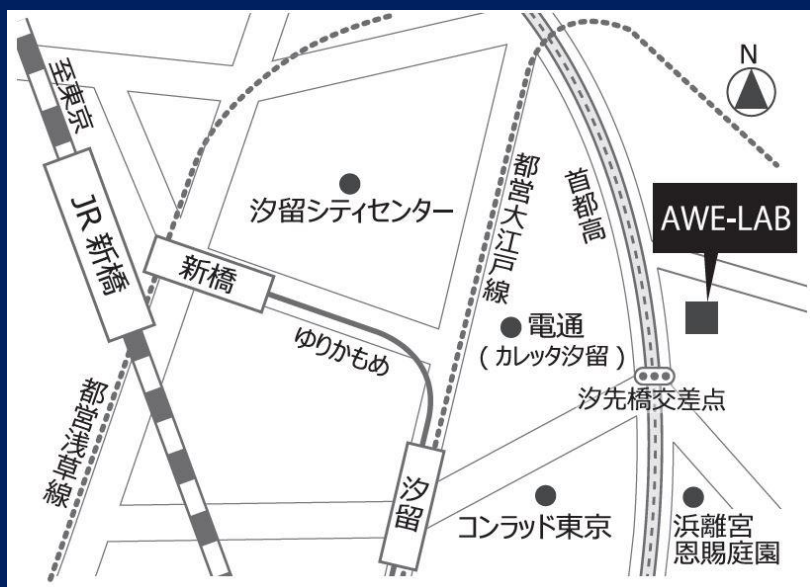 N
至東京
JR 新橋
新橋
汐留シティセンター
都営大江戸線
首都高
AWE-LAB
電通
( カレッタ汐留 )
ゆりかもめ
汐先橋交差点
都営浅草線
汐留
コンラッド東京
浜離宮
恩賜庭園